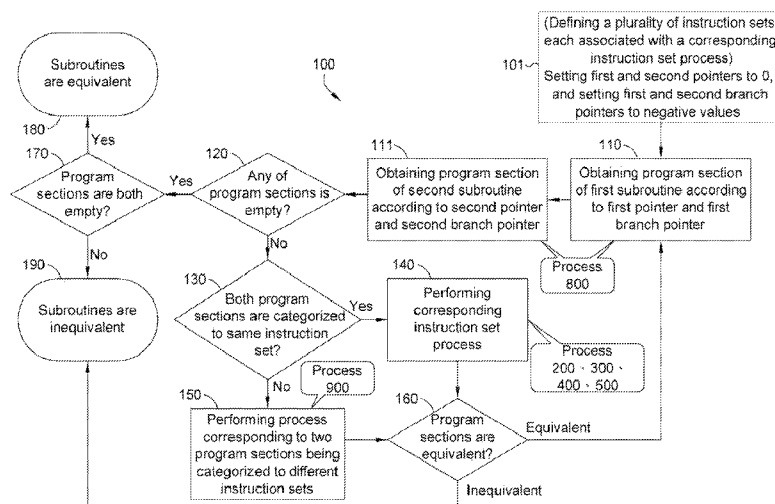 (Defining a plurality of instruction sets
each associated with a corresponding
instruction set process)
Setting first and second pointers to 0,
and setting first and second branch
pointers to negative values
101
100
Subroutines
are equivalent
180
Yes
170
Program
sections are both
empty?
Yes
120
Any of
program sections is
empty?
111
Obtaining program section
of second subroutine
according to second pointer
and second branch pointer
110
Obtaining program section
of first subroutine according
to first pointer and first
branch pointer
Process
800
No
No
190
Subroutines are
inequivalent
130
Both program
sections are categorized
to same instruction
set?
Yes
140
Performing
corresponding
instruction set
process
Process
200、300、
400、500
No
Process
900
150
Performing process
corresponding to two
program sections being
categorized to different
instruction sets
160
Program
sections are
equivalent?
Equivalent
Inequivalent